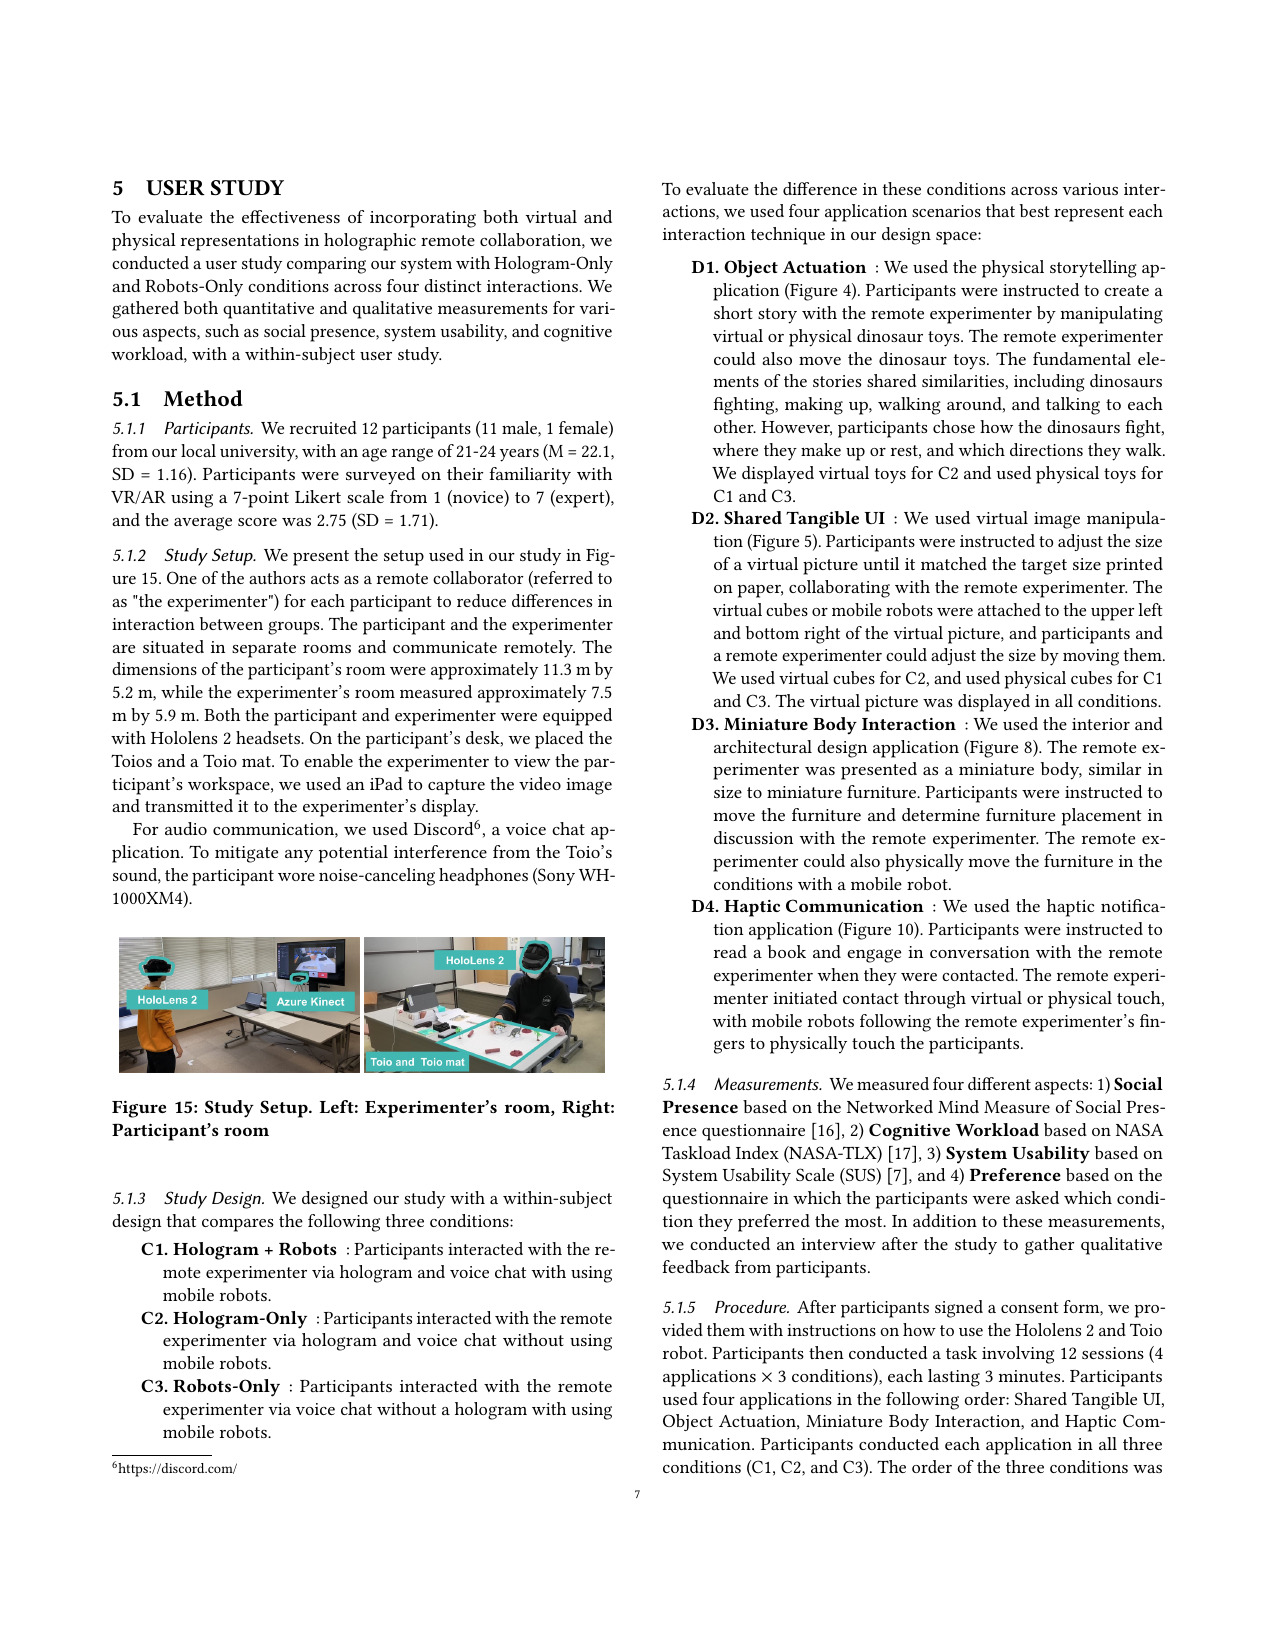 5 USER STUDY
To evaluate the effectiveness of incorporating both virtual and
physical representations in holographic remote collaboration, we
conducted a user study comparing our system with Hologram-Only
and Robots-Only conditions across four distinct interactions. We
gathered both quantitative and qualitative measurements for vari-
ous aspects, such as social presence, system usability, and cognitive
workload, with a within-subject user study.
5.1 Method
5.1.1 Participants. We recruited 12 participants (11 male, 1 female)
from our local university, with an age range of 21-24 years (M = 22.1,
SD = 1.16). Participants were surveyed on their familiarity with
VR/AR using a 7-point Likert scale from 1 (novice) to 7 (expert),
and the average score was 2.75 (SD = 1.71).
5.1.2 Study Setup. We present the setup used in our study in Fig-
ure 15. One of the authors acts as a remote collaborator (referred to
as "the experimenter") for each participant to reduce differences in
interaction between groups. The participant and the experimenter
are situated in separate rooms and communicate remotely. The
dimensions of the participant's room were approximately 11.3 m by
5.2 m, while the experimenter's room measured approximately 7.5
m by 5.9 m. Both the participant and experimenter were equipped
with Hololens 2 headsets. On the participant's desk, we placed the
Toios and a Toio mat. To enable the experimenter to view the par-
ticipant's workspace, we used an iPad to capture the video image
and transmitted it to the experimenter's display.
For audio communication, we used Discord6, a voice chat ap-
plication. To mitigate any potential interference from the Toio's
sound, the participant wore noise-canceling headphones (Sony WH-
1000XM4).
HoloLens 2
Azure Kinect
HoloLens 2
Toio and Toio mat
Figure 15: Study Setup. Left: Experimenter's room, Right:
Participant's room
5.1.3 Study Design. We designed our study with a within-subject
design that compares the following three conditions:
C1. Hologram + Robots : Participants interacted with the re-
mote experimenter via hologram and voice chat with using
mobile robots.
C2. Hologram-Only : Participants interacted with the remote
experimenter via hologram and voice chat without using
mobile robots.
C3. Robots-Only : Participants interacted with the remote
experimenter via voice chat without a hologram with using
mobile robots.
6https://discord.com/
To evaluate the difference in these conditions across various inter-
actions, we used four application scenarios that best represent each
interaction technique in our design space:
D1. Object Actuation : We used the physical storytelling ap-
plication (Figure 4). Participants were instructed to create a
short story with the remote experimenter by manipulating
virtual or physical dinosaur toys. The remote experimenter
could also move the dinosaur toys. The fundamental ele-
ments of the stories shared similarities, including dinosaurs
fighting, making up, walking around, and talking to each
other. However, participants chose how the dinosaurs fight,
where they make up or rest, and which directions they walk.
We displayed virtual toys for C2 and used physical toys for
C1 and C3.
D2. Shared Tangible UI : We used virtual image manipula-
tion (Figure 5). Participants were instructed to adjust the size
of a virtual picture until it matched the target size printed
on paper, collaborating with the remote experimenter. The
virtual cubes or mobile robots were attached to the upper left
and bottom right of the virtual picture, and participants and
a remote experimenter could adjust the size by moving them.
We used virtual cubes for C2, and used physical cubes for C1
and C3. The virtual picture was displayed in all conditions.
D3. Miniature Body Interaction : We used the interior and
architectural design application (Figure 8). The remote ex-
perimenter was presented as a miniature body, similar in
size to miniature furniture. Participants were instructed to
move the furniture and determine furniture placement in
discussion with the remote experimenter. The remote ex-
perimenter could also physically move the furniture in the
conditions with a mobile robot.
D4. Haptic Communication : We used the haptic notifica-
tion application (Figure 10). Participants were instructed to
read a book and engage in conversation with the remote
experimenter when they were contacted. The remote experi-
menter initiated contact through virtual or physical touch,
with mobile robots following the remote experimenter's fin-
gers to physically touch the participants.
5.1.4 Measurements. We measured four different aspects: 1) Social
Presence based on the Networked Mind Measure of Social Pres-
ence questionnaire [16], 2) Cognitive Workload based on NASA
Taskload Index (NASA-TLX) [17], 3) System Usability based on
System Usability Scale (SUS) [7], and 4) Preference based on the
questionnaire in which the participants were asked which condi-
tion they preferred the most. In addition to these measurements,
we conducted an interview after the study to gather qualitative
feedback from participants.
5.1.5 Procedure. After participants signed a consent form, we pro-
vided them with instructions on how to use the Hololens 2 and Toio
robot. Participants then conducted a task involving 12 sessions (4
applications × 3 conditions), each lasting 3 minutes. Participants
used four applications in the following order: Shared Tangible UI,
Object Actuation, Miniature Body Interaction, and Haptic Com-
munication. Participants conducted each application in all three
conditions (C1, C2, and C3). The order of the three conditions was
7